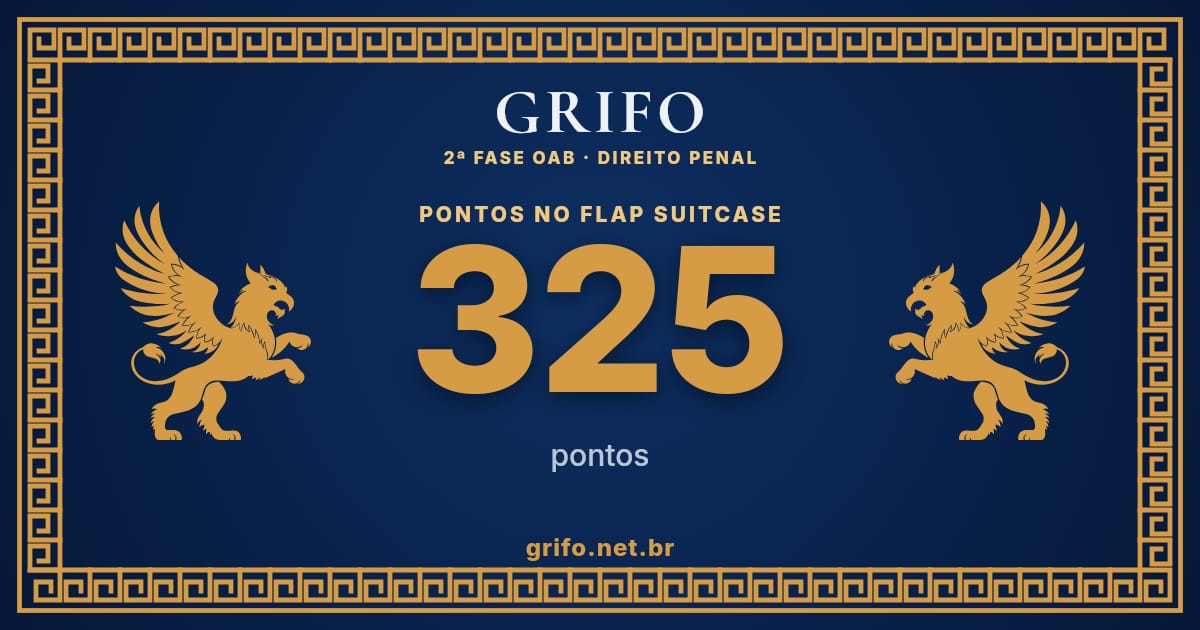 GRIFO
2ª FASE OAB · DIREITO PENAL
PONTOS NO FLAP SUITCASE
325
pontos
grifo.net.br